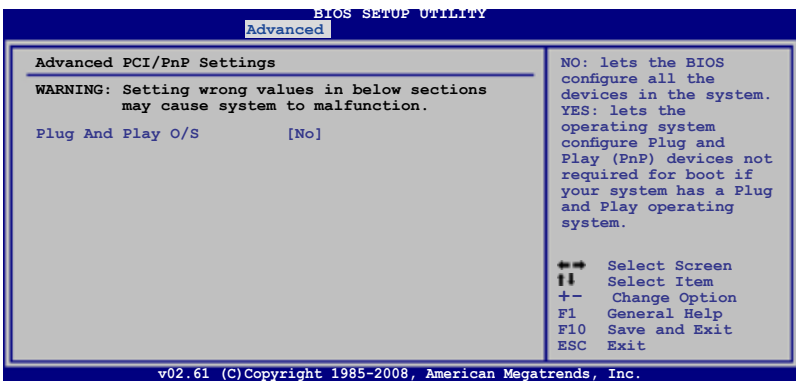 BIOS SETUP UTILITY
Advanced
Advanced PCI/PnP Settings
WARNING: Setting wrong values in below sections
may cause system to malfunction.
Plug And Play O/S [No]
NO: lets the BIOS
configure all the
devices in the system.
YES: lets the
operating system
configure Plug and
Play (PnP) devices not
required for boot if
your system has a Plug
and Play operating
system.
←→ Select Screen
↑↓ Select Item
+- Change Option
F1 General Help
F10 Save and Exit
ESC Exit
v02.61 (C)Copyright 1985-2008, American Megatrends, Inc.